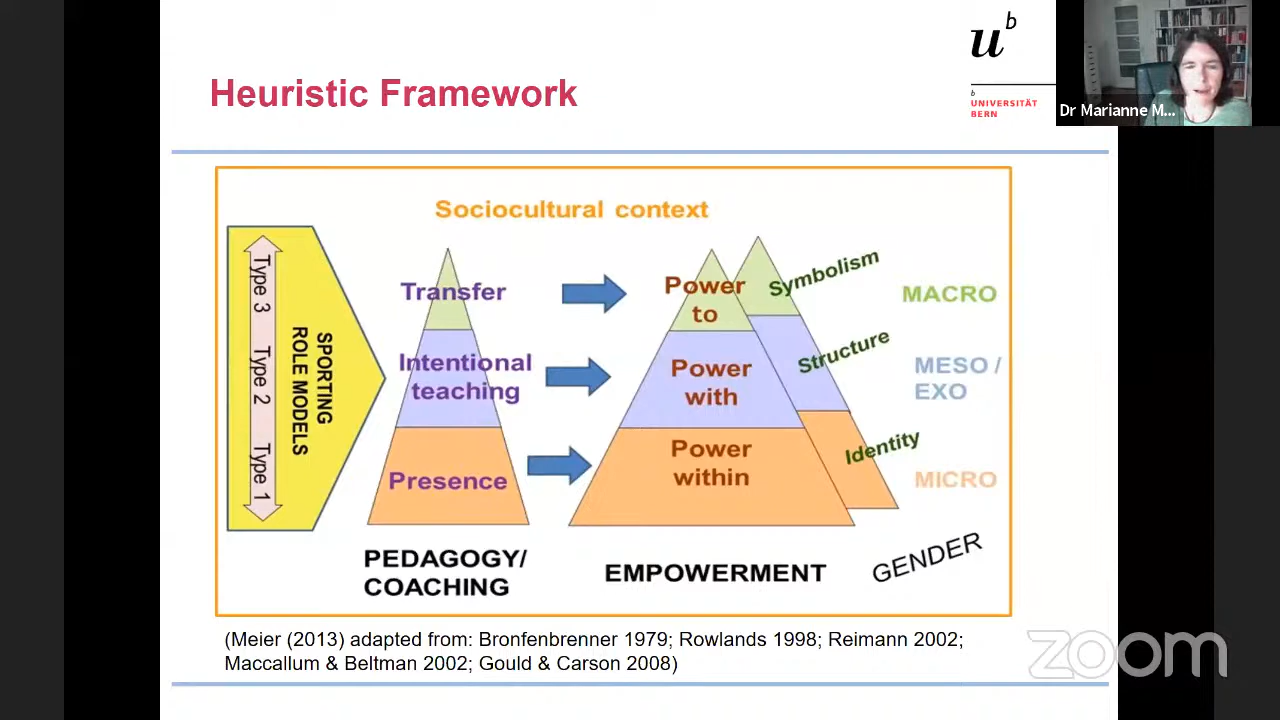 Heuristic Framework
u
b
b
UNIVERSITÄT
BERN
Dr Marianne M...
Sociocultural context
Type 3 Type 2 Type 1
SPORTING
ROLE MODELS
Transfer
Intentional
teaching
Presence
PEDAGOGY/
COACHING
Power
to
Power
with
Power
within
EMPOWERMENT
Symbolism
Structure
Identity
GENDER
MACRO
MESO /
EXO
MICRO
(Meier (2013) adapted from: Bronfenbrenner 1979; Rowlands 1998; Reimann 2002;
Maccallum & Beltman 2002; Gould & Carson 2008)
zoom